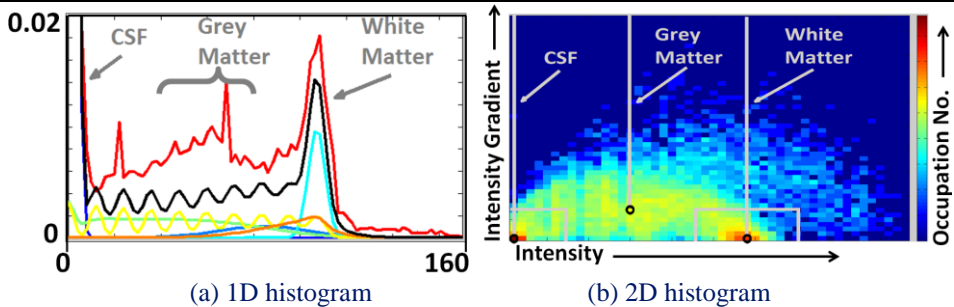 0.02
0
0
160
CSF
Grey
Matter
White
Matter
(a) 1D histogram
Intensity Gradient
CSF
Grey
Matter
White
Matter
Occupation No.
Intensity
(b) 2D histogram